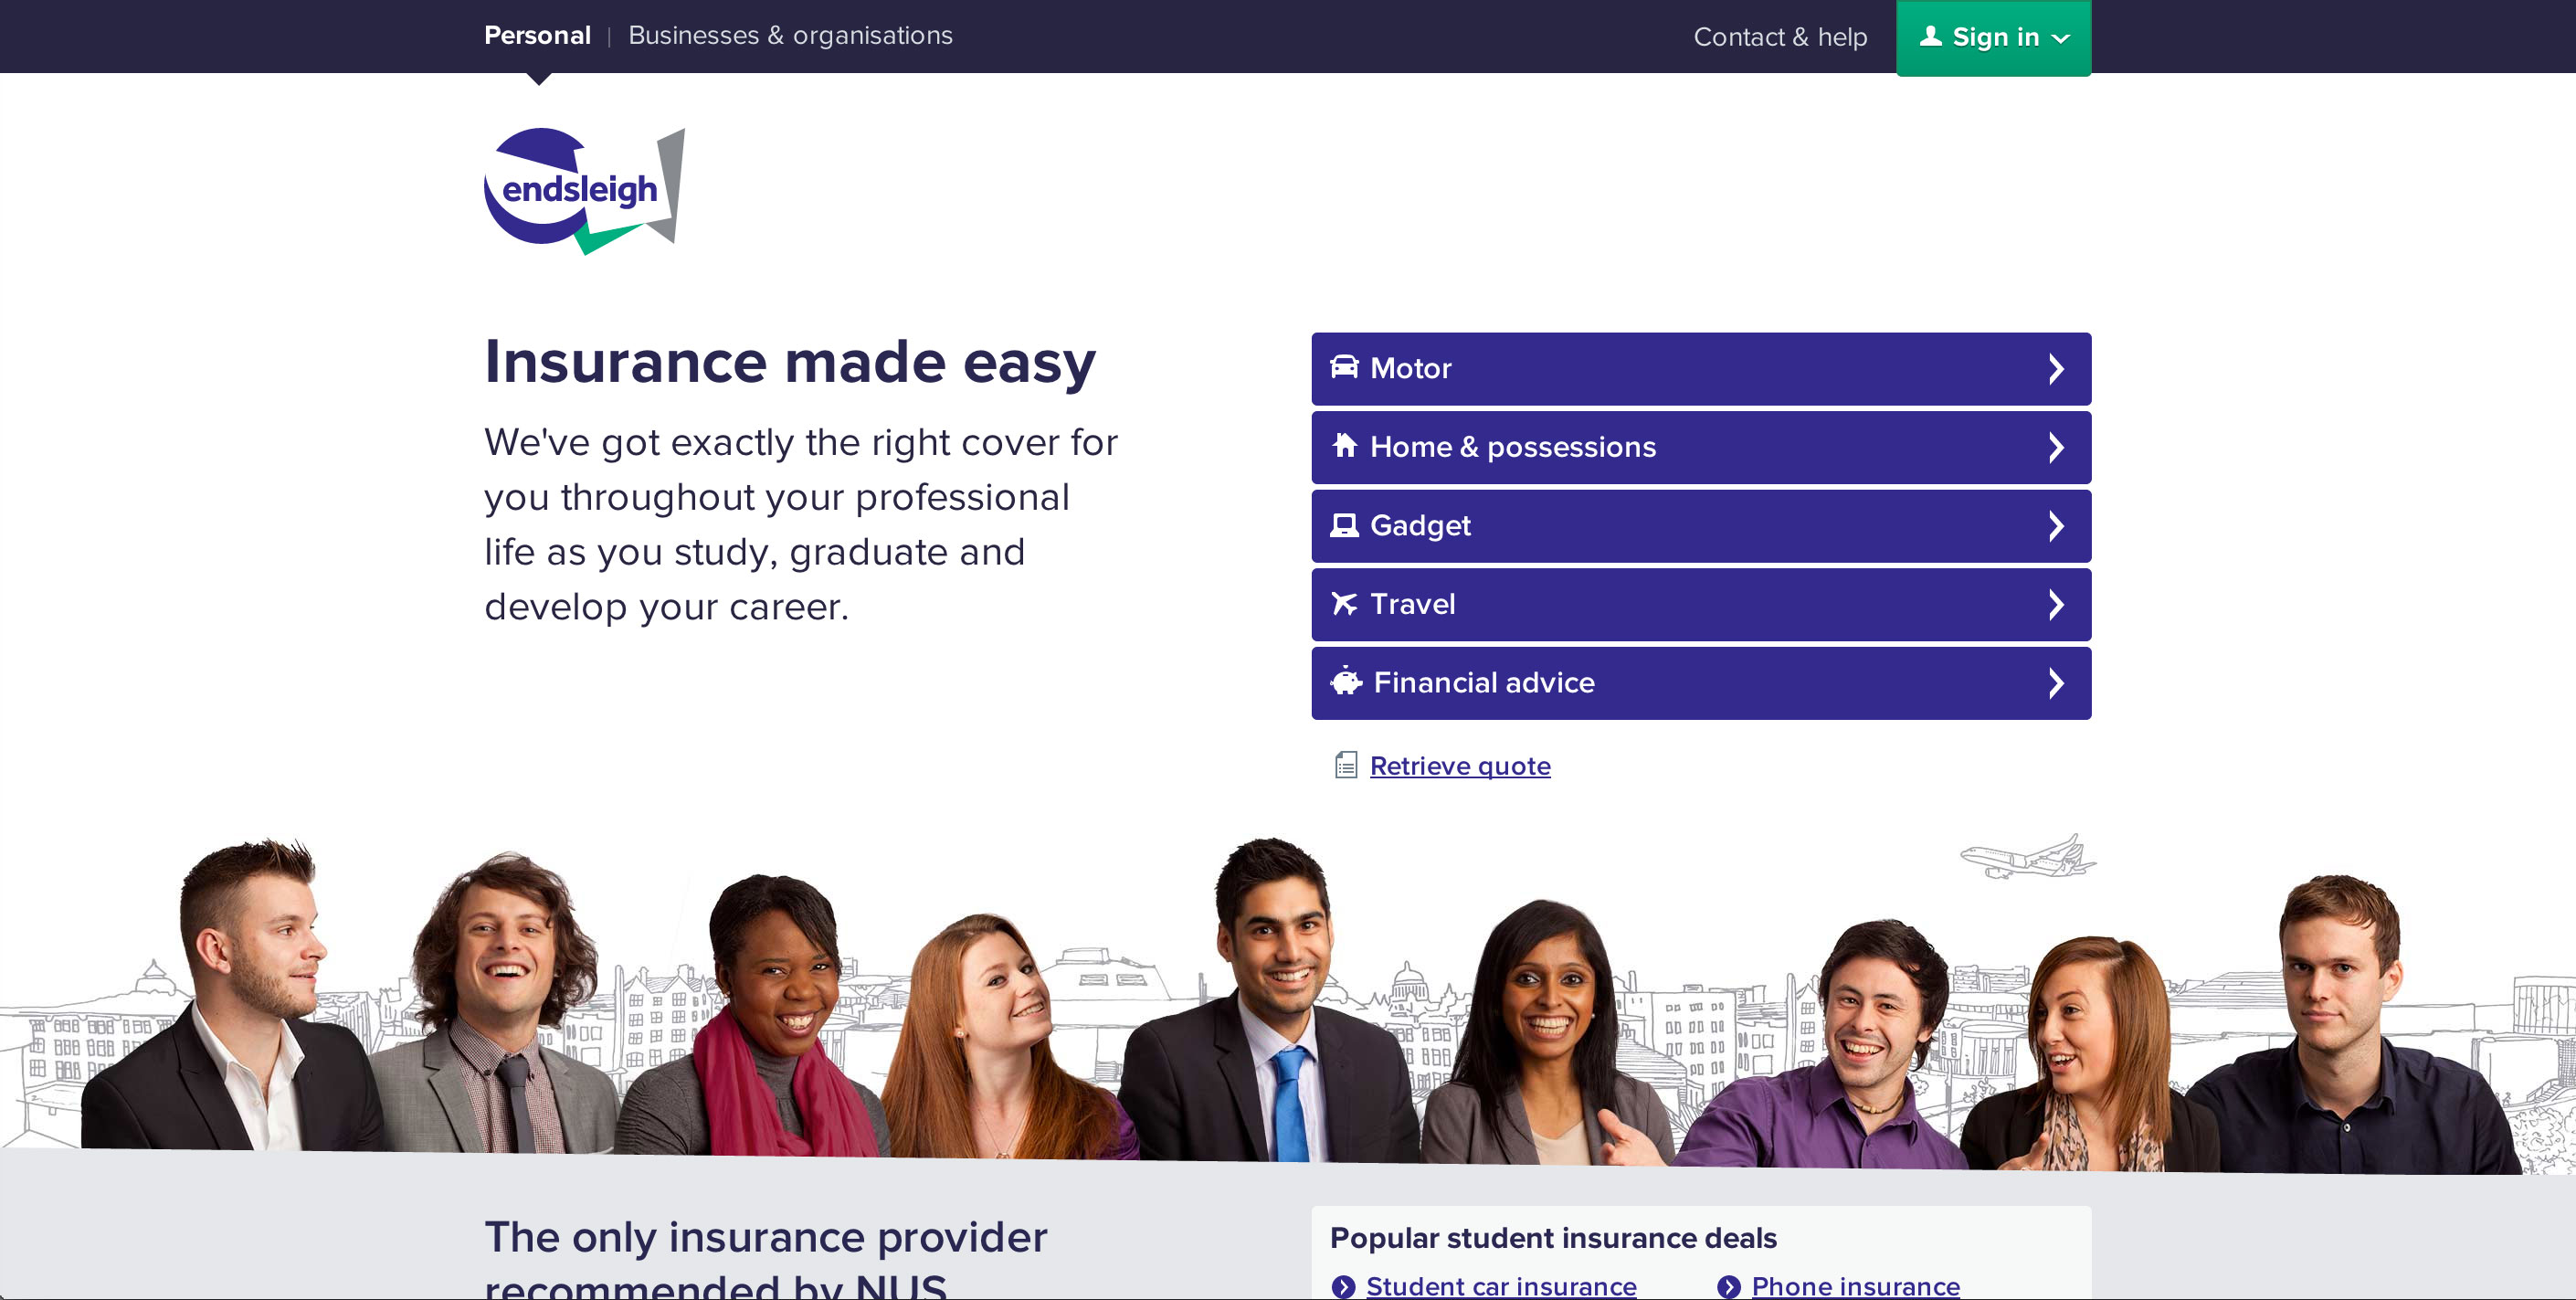 Personal | Businesses & organisations
Contact & help
Sign in
endsleigh
Insurance made easy
We've got exactly the right cover for
you throughout your professional
life as you study, graduate and
develop your career.
Motor
Home & possessions
Gadget
Travel
Financial advice
Retrieve quote
The only insurance provider
recommended by NUS
Popular student insurance deals
Student car insurance
Phone insurance